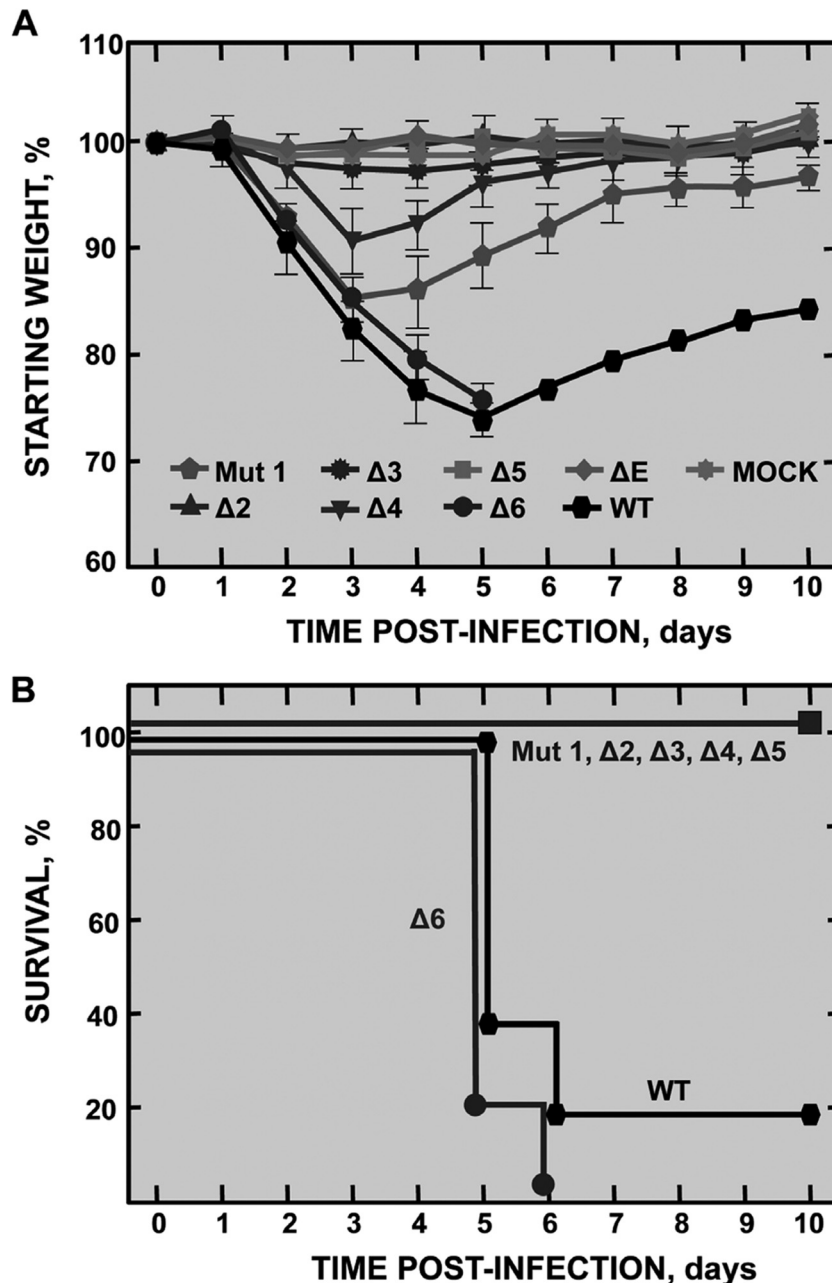 A
110
100
90
80
70
60
STARTING WEIGHT, %
Mut 1 Δ3 Δ5 ΔE MOCK
Δ2 Δ4 Δ6 WT
0 1 2 3 4 5 6 7 8 9 10
TIME POST-INFECTION, days
B
100
80
60
40
20
SURVIVAL, %
Mut 1, Δ2, Δ3, Δ4, Δ5
Δ6
WT
0 1 2 3 4 5 6 7 8 9 10
TIME POST-INFECTION, days